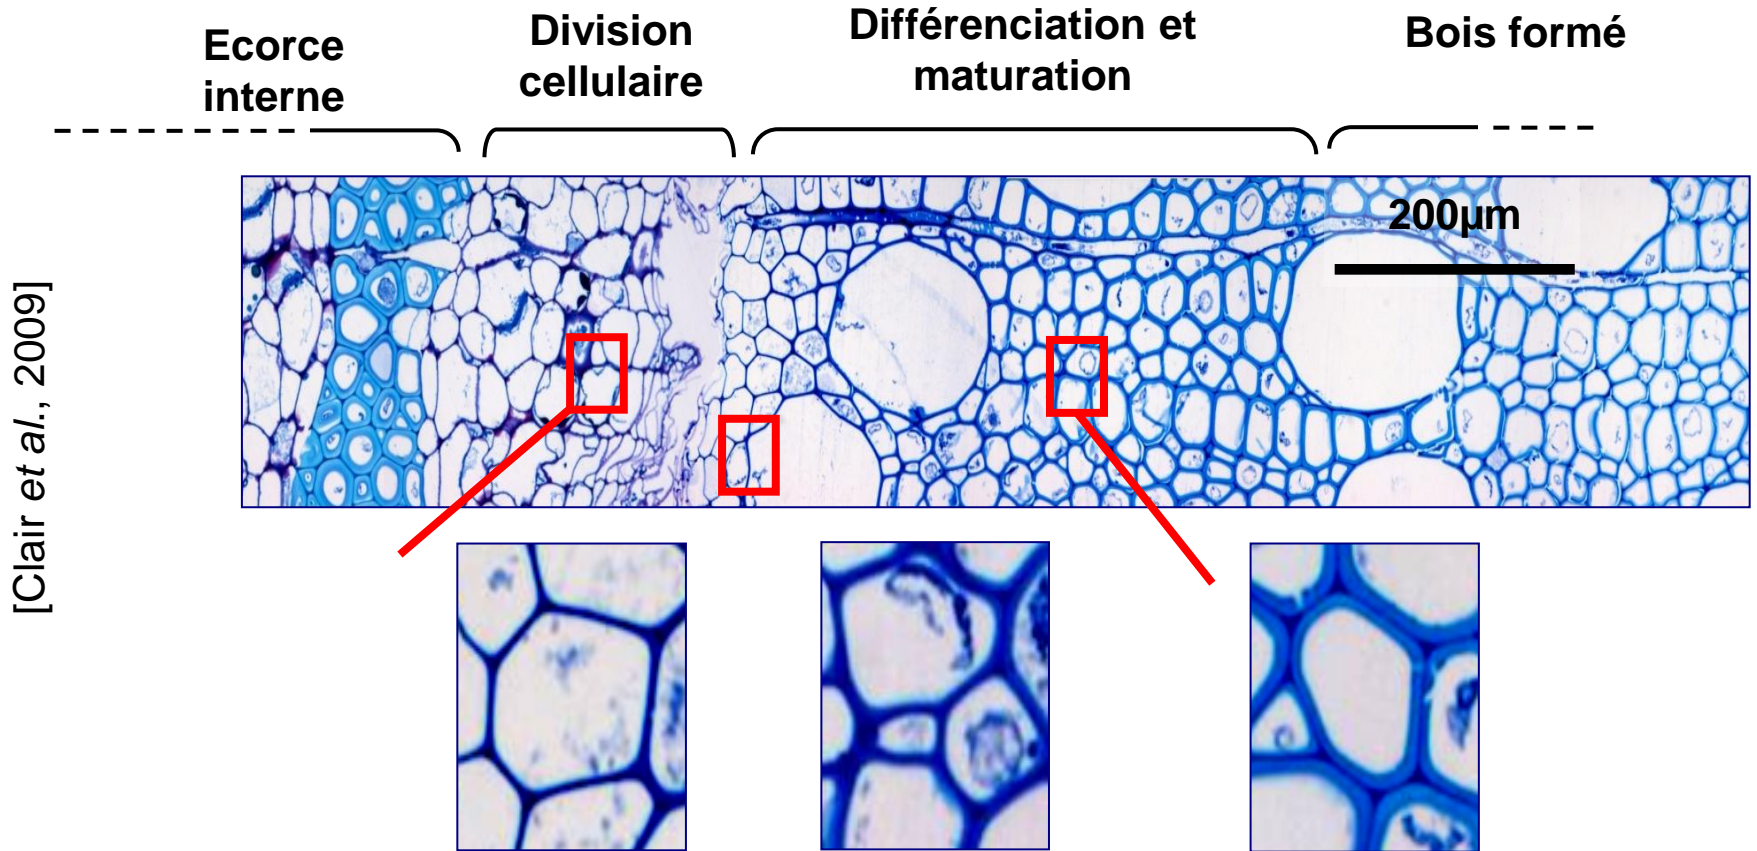 Ecorce
interne
Division
cellulaire
Différenciation et
maturation
Bois formé
200µm
[Clair et al., 2009]